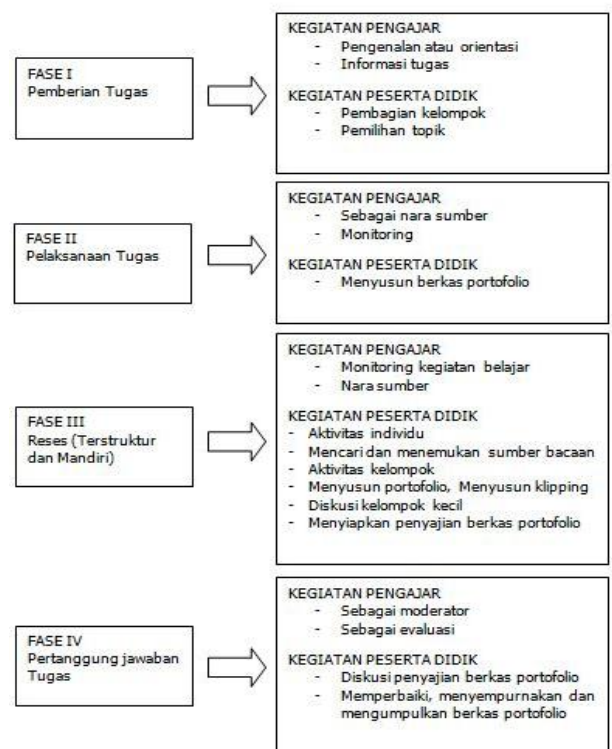 FASE I
Pemberian Tugas
KEGIATAN PENGAJAR
- Pengenalan atau orientasi
- Informasi tugas
KEGIATAN PESERTA DIDIK
- Pembagian kelompok
- Pemilihan topik
FASE II
Pelaksanaan Tugas
KEGIATAN PENGAJAR
- Sebagai nara sumber
- Monitoring
KEGIATAN PESERTA DIDIK
- Menyusun berkas portofolio
FASE III
Reses (Terstruktur
dan Mandiri)
KEGIATAN PENGAJAR
- Monitoring kegiatan belajar
- Nara sumber
KEGIATAN PESERTA DIDIK
- Aktivitas individu
- Mencari dan menemukan sumber bacaan
- Aktivitas kelompok
- Menyusun portofolio, Menyusun klipping
- Diskusi kelompok kecil
- Menyiapkan penyajian berkas portofolio
FASE IV
Pertanggung jawaban
Tugas
KEGIATAN PENGAJAR
- Sebagai moderator
- Sebagai evaluasi
KEGIATAN PESERTA DIDIK
- Diskusi penyajian berkas portofolio
- Memperbaiki, menyempurnakan dan
mengumpulkan berkas portofolio